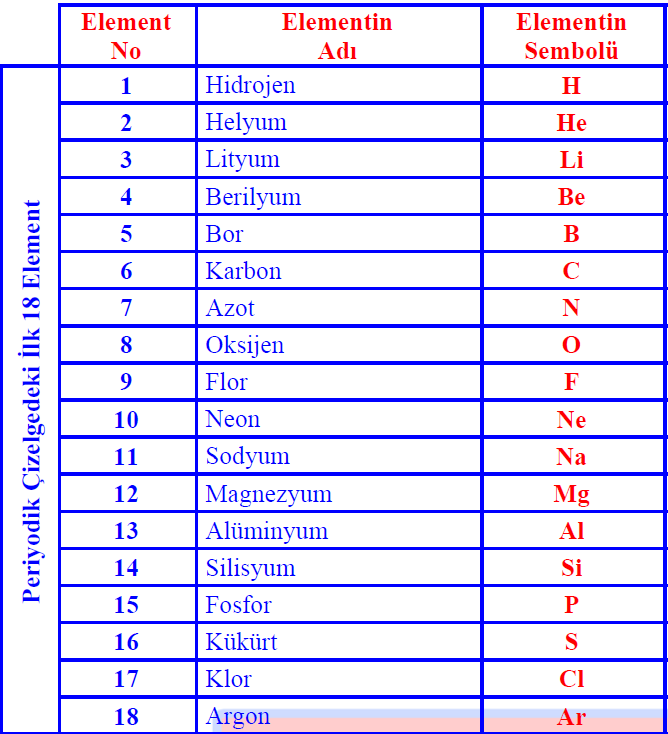 Element No
Elementin Adı
Elementin Sembolü
Periyodik Çizelgedeki İlk 18 Element
1 Hidrojen H
2 Helyum He
3 Lityum Li
4 Berilyum Be
5 Bor B
6 Karbon C
7 Azot N
8 Oksijen O
9 Flor F
10 Neon Ne
11 Sodyum Na
12 Magnezyum Mg
13 Alüminyum Al
14 Silisyum Si
15 Fosfor P
16 Kükürt S
17 Klor Cl
18 Argon Ar